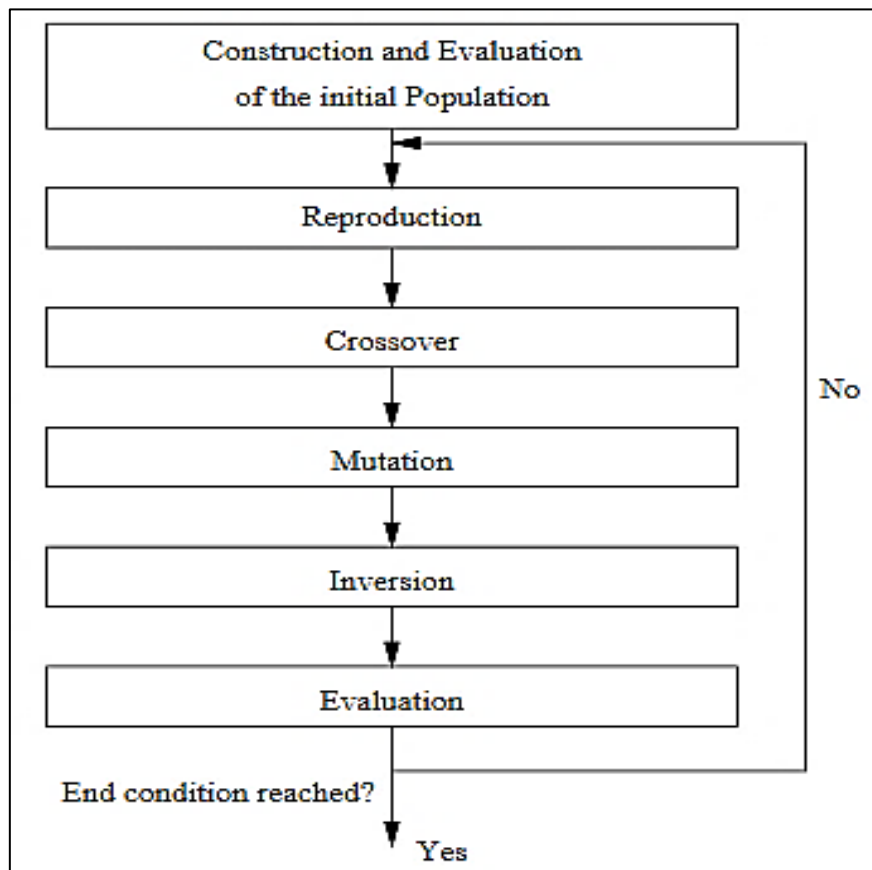 Construction and Evaluation
of the initial Population
Reproduction
Crossover
No
Mutation
Inversion
Evaluation
End condition reached?
Yes